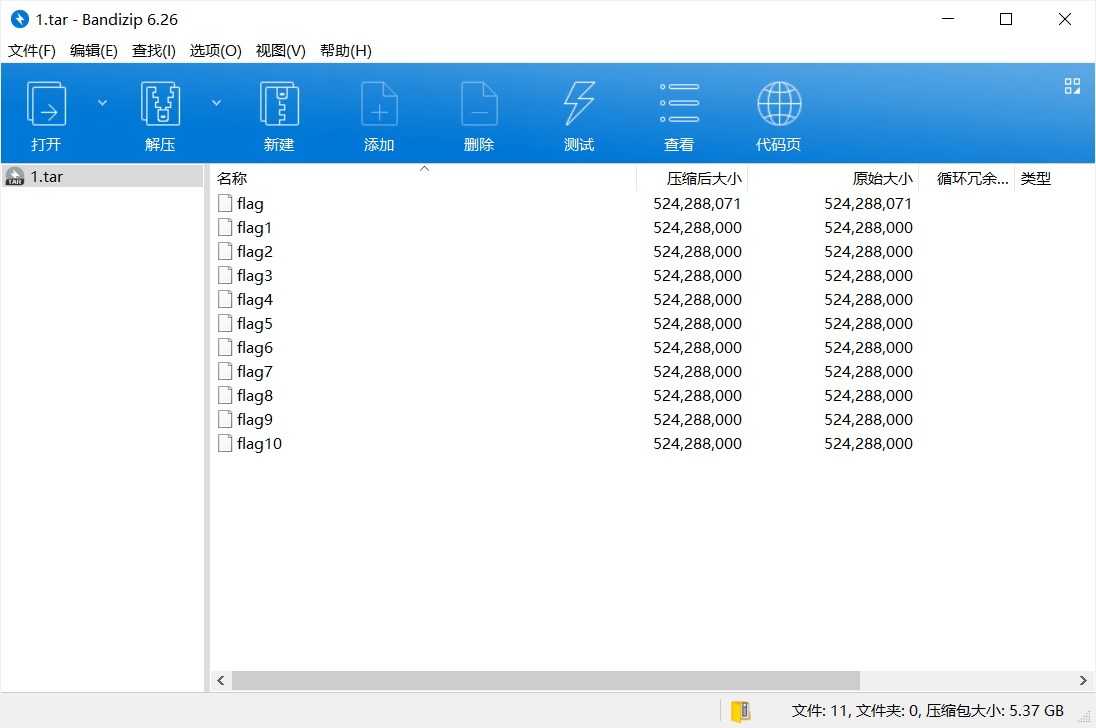 1.tar - Bandizip 6.26
文件(F) 编辑(E) 查找(I) 选项(O) 视图(V) 帮助(H)
打开 解压 新建 添加 删除 测试 查看 代码页
TAR 1.tar
名称 压缩后大小 原始大小 循环冗余... 类型
flag 524,288,071 524,288,071
flag1 524,288,000 524,288,000
flag2 524,288,000 524,288,000
flag3 524,288,000 524,288,000
flag4 524,288,000 524,288,000
flag5 524,288,000 524,288,000
flag6 524,288,000 524,288,000
flag7 524,288,000 524,288,000
flag8 524,288,000 524,288,000
flag9 524,288,000 524,288,000
flag10 524,288,000 524,288,000
文件: 11, 文件夹: 0, 压缩包大小: 5.37 GB